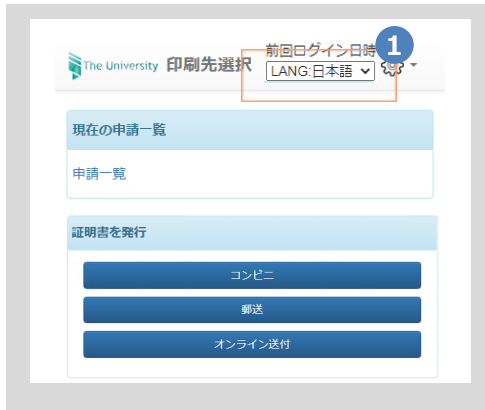 前回ログイン日時
1
The University 印刷先選択 LANG:日本語
現在の申請一覧
申請一覧
証明書を発行
コンビニ
郵送
オンライン送付